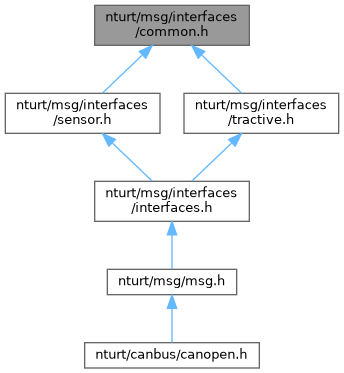 nturt/msg/interfaces
/common.h
nturt/msg/interfaces
/sensor.h
nturt/msg/interfaces
/tractive.h
nturt/msg/interfaces
/interfaces.h
nturt/msg/msg.h
nturt/canbus/canopen.h